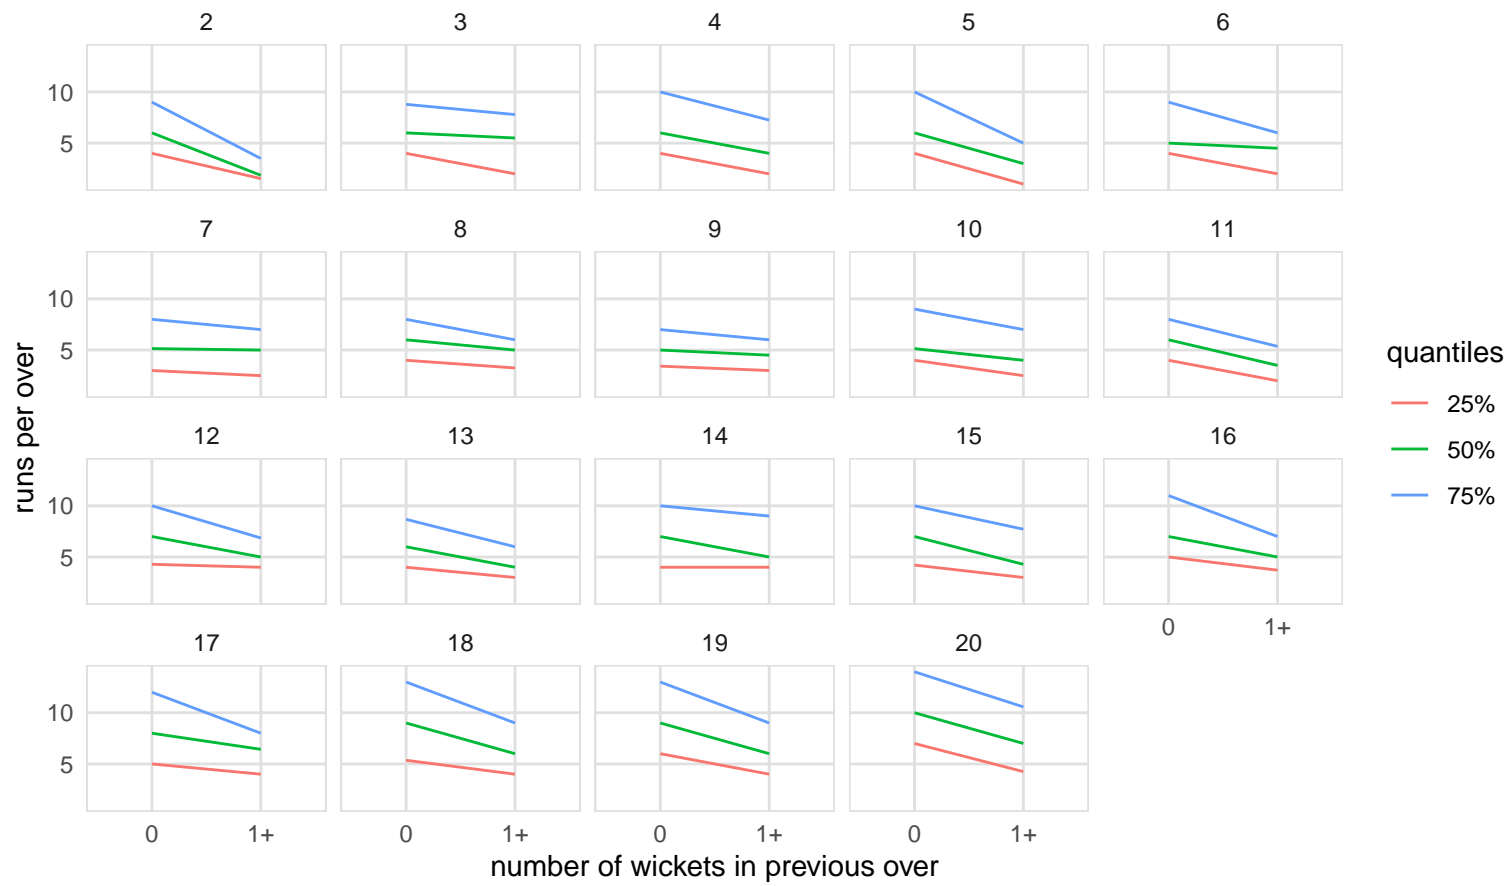 2 3 4 5 6
10
5
7 8 9 10 11
10
5
12 13 14 15 16
10
5
0 1+
17 18 19 20
10
5
0 1+ 0 1+ 0 1+ 0 1+
number of wickets in previous over
runs per over
quantiles
25%
50%
75%